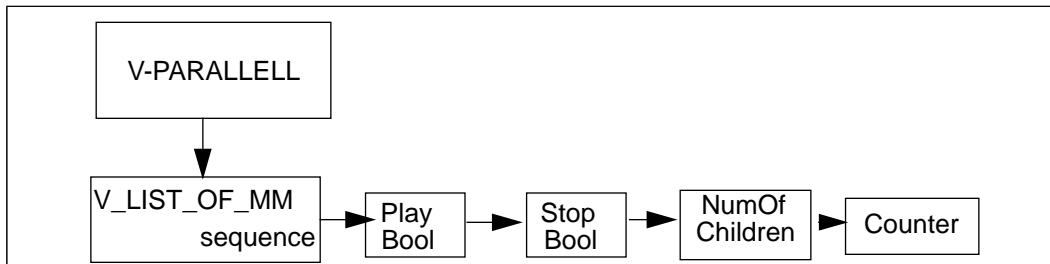 V-PARALLELL
V_LIST_OF_MM
sequence
Play
Bool
Stop
Bool
NumOf
Children
Counter